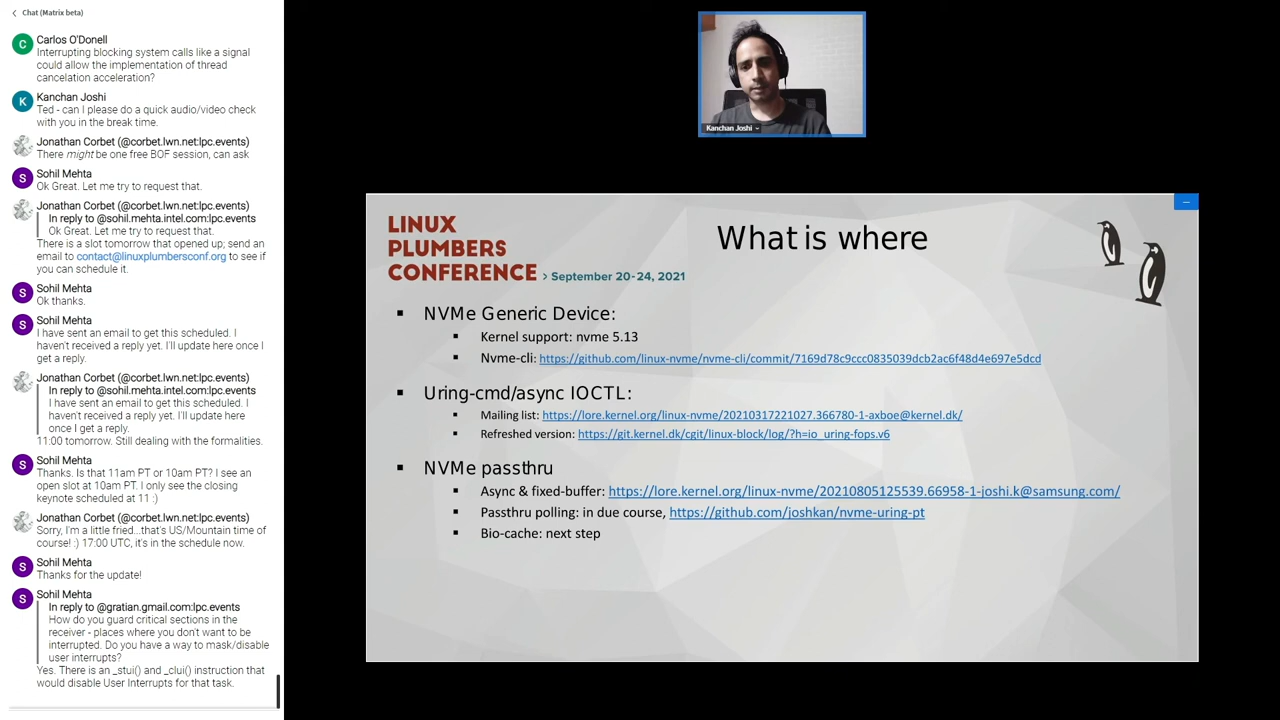 Chat (Matrix beta)
Carlos O'Donell
Interrupting blocking system calls like a signal
could allow the implementation of thread
cancelation acceleration?
Kanchan Joshi
Ted - can I please do a quick audio/video check
with you in the break time.
Jonathan Corbet (@corbet.lwn.net:lpc.events)
There might be one free BOF session, can ask
Sohil Mehta
Ok Great. Let me try to request that.
Jonathan Corbet (@corbet.lwn.net:lpc.events)
In reply to @sohil.mehta.intel.com:lpc.events
Ok Great. Let me try to request that.
There is a slot tomorrow that opened up; send an
email to contact@linuxplumbersconf.org to see if
you can schedule it.
Sohil Mehta
Ok thanks.
Sohil Mehta
I have sent an email to get this scheduled. I
haven't received a reply yet. I'll update here once I
get a reply.
Jonathan Corbet (@corbet.lwn.net:lpc.events)
In reply to @sohil.mehta.intel.com:lpc.events
I have sent an email to get this scheduled. I
haven't received a reply yet. I'll update here
once I get a reply.
11:00 tomorrow. Still dealing with the formalities.
Sohil Mehta
Thanks. Is that 11am PT or 10am PT? I see an
open slot at 10am PT. I only see the closing
keynote scheduled at 11 :)
Jonathan Corbet (@corbet.lwn.net:lpc.events)
Sorry, I'm a little fried...that's US/Mountain time of
course! :) 17:00 UTC, it's in the schedule now.
Sohil Mehta
Thanks for the update!
Sohil Mehta
In reply to @gratian.gmail.com:lpc.events
How do you guard critical sections in the
receiver - places where you don't want to be
interrupted. Do you have a way to mask/disable
user interrupts?
Yes. There is an _stui() and _clui() instruction that
would disable User Interrupts for that task.
Kanchan Joshi
LINUX
PLUMBERS
CONFERENCE > September 20-24, 2021
What is where
NVMe Generic Device:
Kernel support: nvme 5.13
Nvme-cli: https://github.com/linux-nvme/nvme-cli/commit/7169d78c9ccc0835039dcb2ac6f48d4e697e5dcd
Uring-cmd/async IOCTL:
Mailing list: https://lore.kernel.org/linux-nvme/20210317221027.366780-1-axboe@kernel.dk/
Refreshed version: https://git.kernel.dk/cgit/linux-block/log/?h=io_uring-fops.v6
NVMe passthru
Async & fixed-buffer: https://lore.kernel.org/linux-nvme/20210805125539.66958-1-joshi.k@samsung.com/
Passthru polling: in due course, https://github.com/joshkan/nvme-uring-pt
Bio-cache: next step